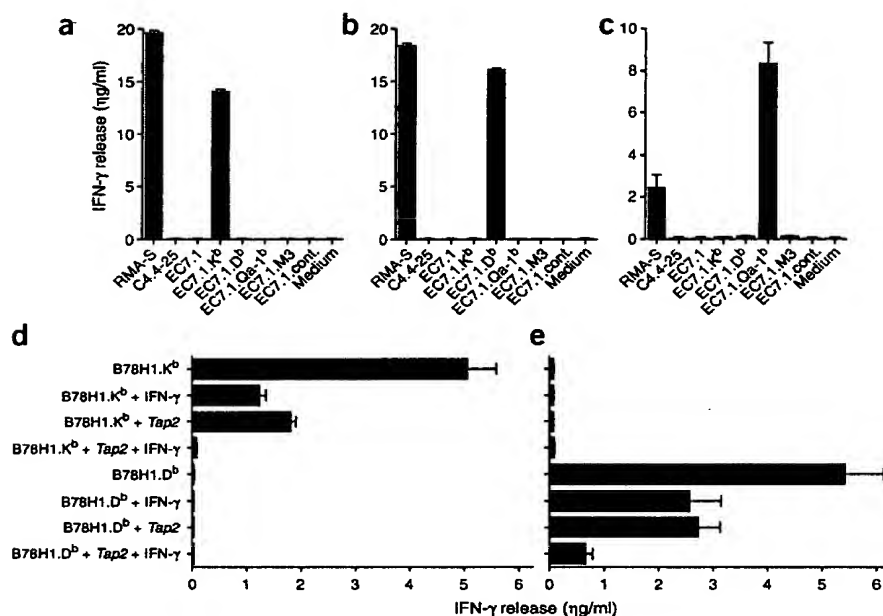 a
b
c
IFN-γ release (ηg/ml)
20
15
10
5
0
RMA-S
C4.4-25
EC7.1
EC7.1.Kᵇ
EC7.1.Dᵇ
EC7.1.Qa-1ᵇ
EC7.1.M3
EC7.1.cont.
Medium
20
15
10
5
0
RMA-S
C4.4-25
EC7.1
EC7.1.Kᵇ
EC7.1.Dᵇ
EC7.1.Qa-1ᵇ
EC7.1.M3
EC7.1.cont.
Medium
10
8
6
4
2
0
RMA-S
C4.4-25
EC7.1
EC7.1.Kᵇ
EC7.1.Dᵇ
EC7.1.Qa-1ᵇ
EC7.1.M3
EC7.1.cont.
Medium
d
e
B78H1.Kᵇ
B78H1.Kᵇ + IFN-γ
B78H1.Kᵇ + Tap2
B78H1.Kᵇ + Tap2 + IFN-γ
B78H1.Dᵇ
B78H1.Dᵇ + IFN-γ
B78H1.Dᵇ + Tap2
B78H1.Dᵇ + Tap2 + IFN-γ
0 1 2 3 4 5 6
0 1 2 3 4 5 6
IFN-γ release (ηg/ml)